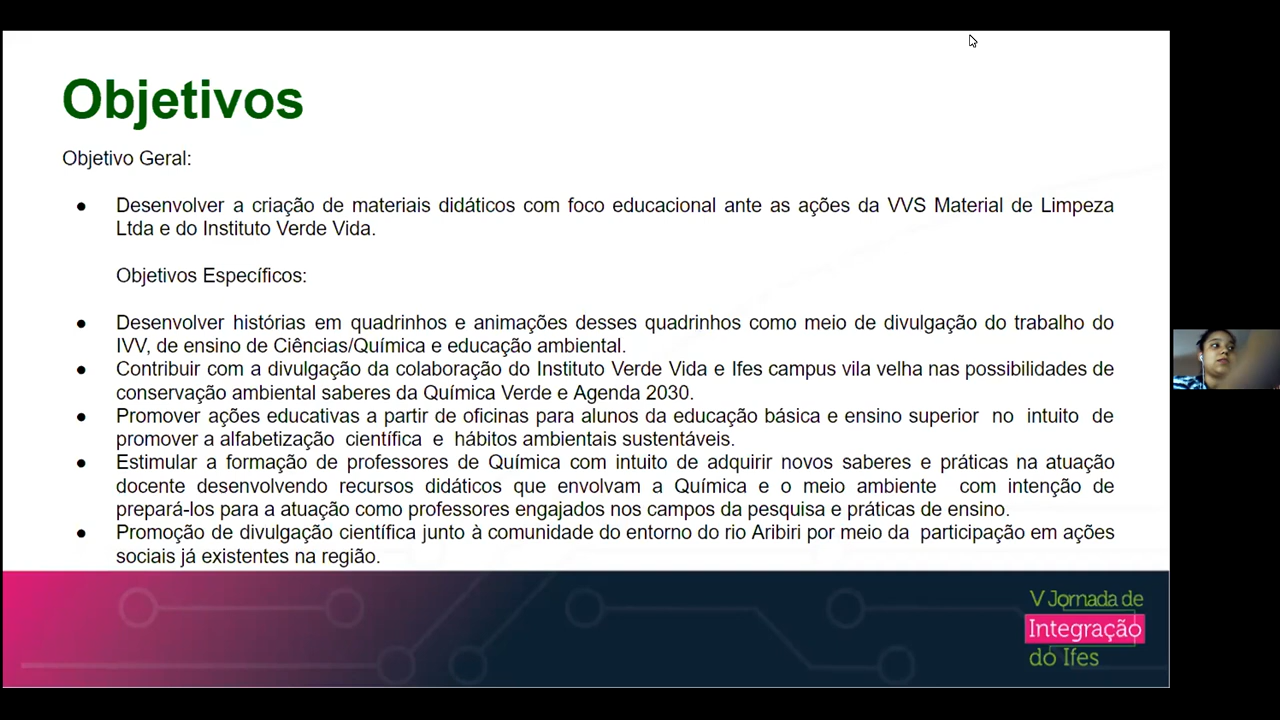 Objetivos
Objetivo Geral:
● Desenvolver a criação de materiais didáticos com foco educacional ante as ações da VVS Material de Limpeza
Ltda e do Instituto Verde Vida.
Objetivos Específicos:
● Desenvolver histórias em quadrinhos e animações desses quadrinhos como meio de divulgação do trabalho do
IVV, de ensino de Ciências/Química e educação ambiental.
● Contribuir com a divulgação da colaboração do Instituto Verde Vida e Ifes campus vila velha nas possibilidades de
conservação ambiental saberes da Química Verde e Agenda 2030.
● Promover ações educativas a partir de oficinas para alunos da educação básica e ensino superior no intuito de
promover a alfabetização científica e hábitos ambientais sustentáveis.
● Estimular a formação de professores de Química com intuito de adquirir novos saberes e práticas na atuação
docente desenvolvendo recursos didáticos que envolvam a Química e o meio ambiente com intenção de
prepará-los para a atuação como professores engajados nos campos da pesquisa e práticas de ensino.
● Promoção de divulgação científica junto à comunidade do entorno do rio Aribiri por meio da participação em ações
sociais já existentes na região.
V Jornada de
Integração
do Ifes